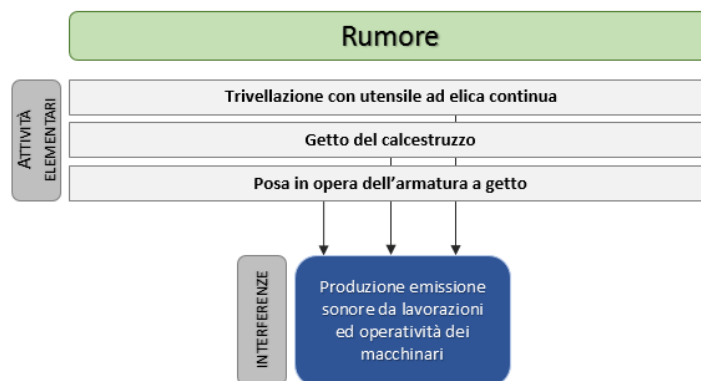 Rumore
ATTIVITÀ
ELEMENTARI
Trivellazione con utensile ad elica continua
Getto del calcestruzzo
Posa in opera dell'armatura a getto
INTERFERENZE
Produzione emissione
sonore da lavorazioni
ed operatività dei
macchinari